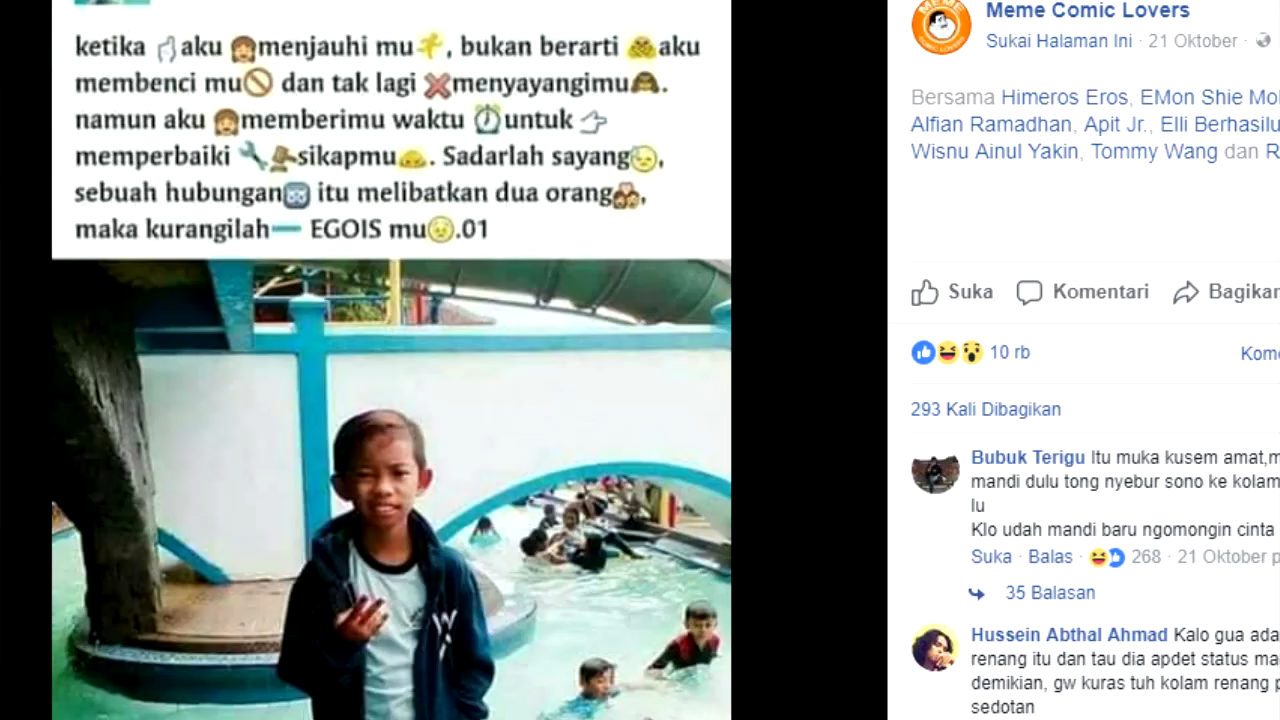 ketika 👆aku 👧menjauhi mu🏃, bukan berarti 🙅aku
membenci mu🚫 dan tak lagi ❌menyayangimu🙈.
namun aku 👧memberimu waktu ⏰untuk 👉
memperbaiki 🔧🔨sikapmu🙇. Sadarlah sayang😓,
sebuah hubungan➿ itu melibatkan dua orang💑,
maka kurangilah➖ EGOIS mu😥.01
MEME
COMIC LOVERS
Meme Comic Lovers
Sukai Halaman Ini · 21 Oktober ·
Bersama Himeros Eros, EMon Shie
Alfian Ramadhan, Apit Jr., Elli
Wisnu Ainul Yakin, Tommy Wang dan
Suka Komentari
10 rb
293 Kali Dibagikan
Bubuk Terigu Itu muka kusem amat,
mandi dulu tong nyebur sono ke kolam
lu
Klo udah mandi baru ngomongin cinta
Suka · Balas · 268 · 21 Oktober
35 Balasan
Hussein Abthal Ahmad Kalo gua
renang itu dan tau dia apdet status
demikian, gw kuras tuh kolam renang
sedotan